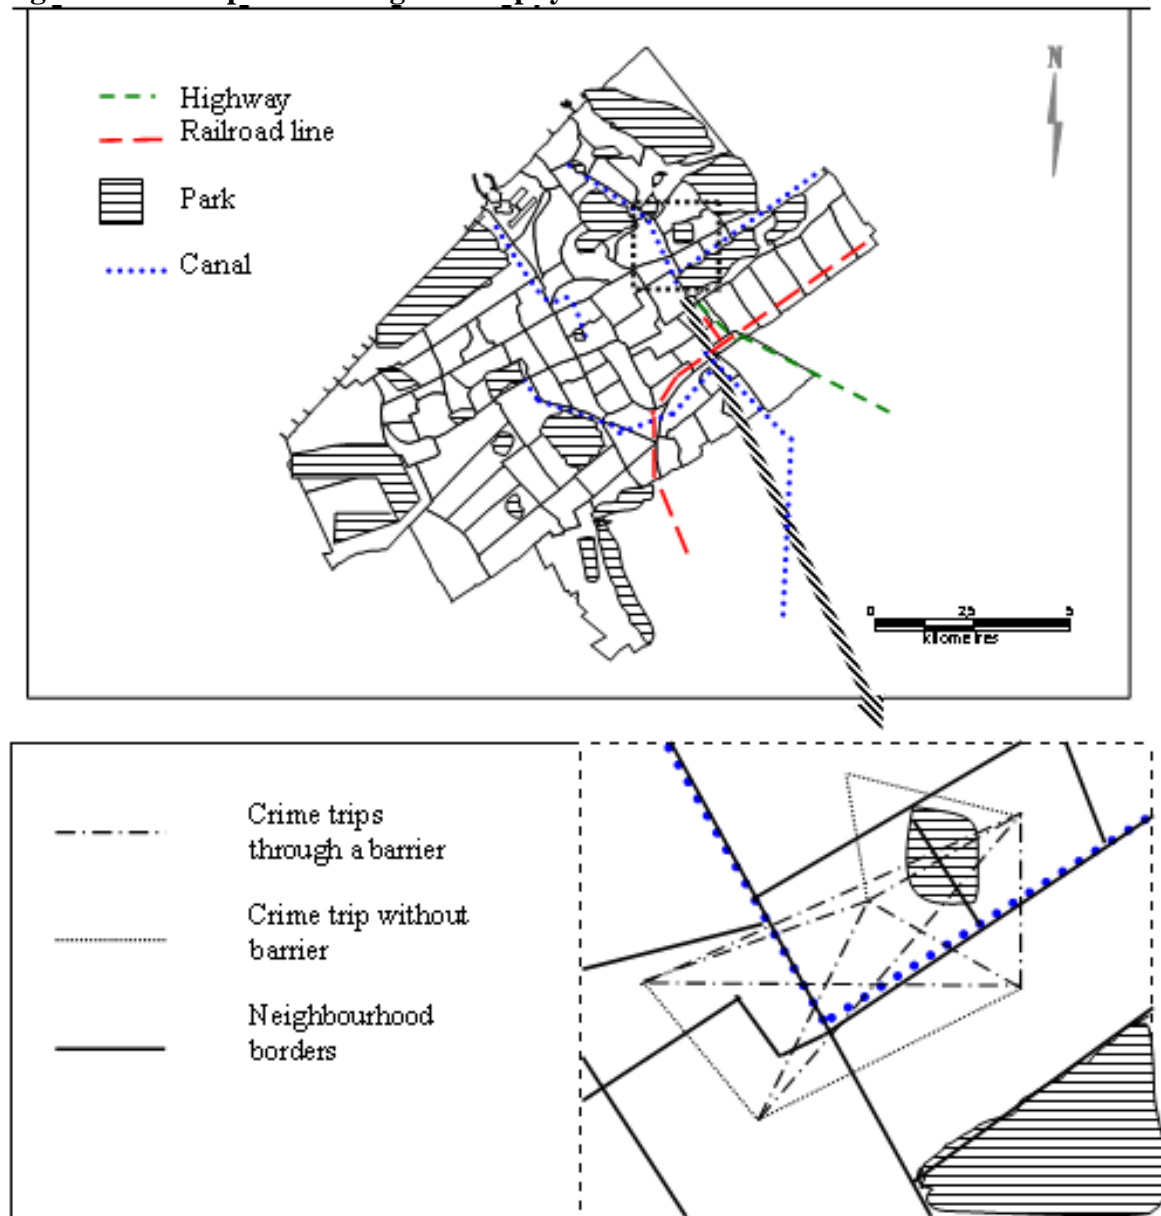 N
Highway
Railroad line
Park
Canal
0 2,5 5
kilometres
Crime trips
through a barrier
Crime trip without
barrier
Neighbourhood
borders